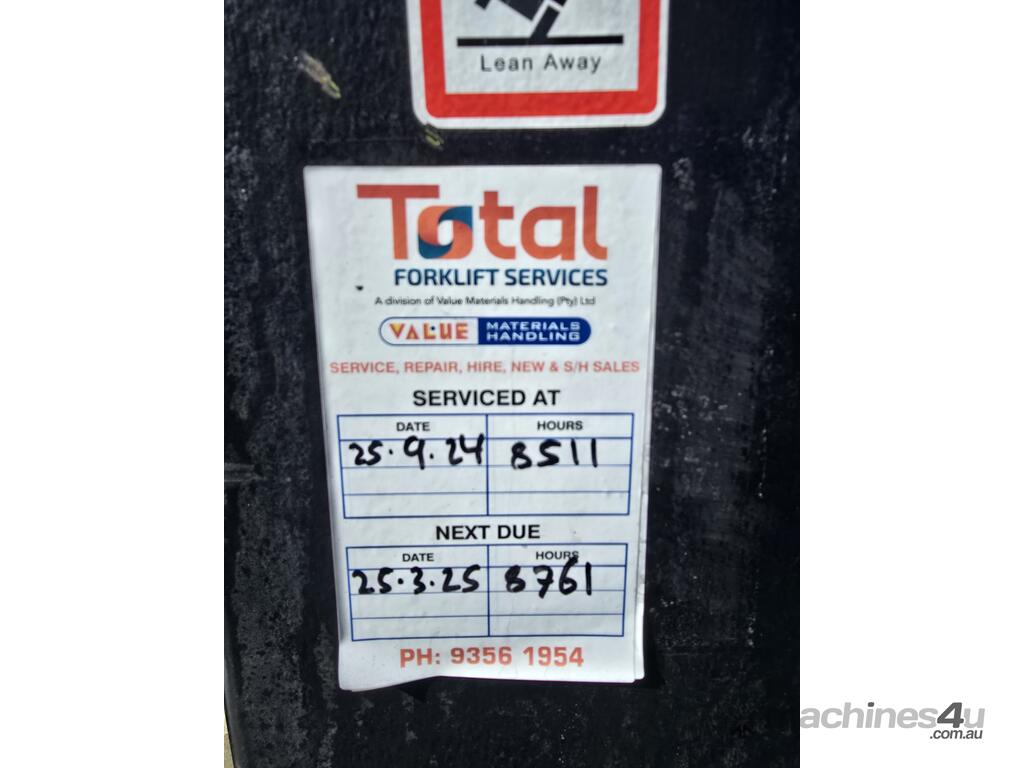 Lean Away
Total
FORKLIFT SERVICES
A division of Value Materials Handling (Pty) Ltd
VALUE MATERIALS HANDLING
SERVICE, REPAIR, HIRE, NEW & S/H SALES
SERVICED AT
DATE HOURS
25.9.24 8511
NEXT DUE
DATE HOURS
25.3.25 8761
PH: 9356 1954
machines4u
.com.au